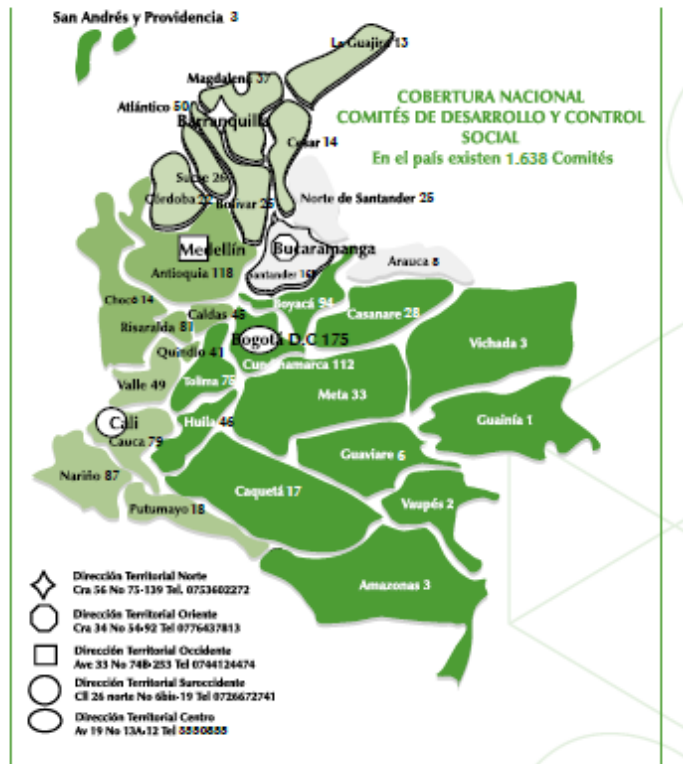 San Andrés y Providencia 3
La Guajira 13
Magdalena 37
Atlántico
Barranquilla
Cesar 14
COBERTURA NACIONAL
COMITÉS DE DESARROLLO Y CONTROL
SOCIAL
En el país existen 1.638 Comités
Sucre 26
Córdoba
Bolívar
Norte de Santander 25
Medellín
Bucaramanga
Antioquia 118
Santander
Arauca 8
Chocó 14
Boyacá 94
Caldas 45
Casanare 28
Risaralda 81
Bogotá D.C 175
Vichada 3
Quindío 41
Cundinamarca 112
Valle 49
Tolima
Meta 33
Cali
Huila 46
Guainía 1
Cauca 79
Guaviare 6
Nariño 87
Caquetá 17
Vaupés 2
Putumayo 18
Amazonas 3
Dirección Territorial Norte
Cra 56 No 75-139 Tel. 0753602272
Dirección Territorial Oriente
Cra 34 No 54-92 Tel 0776437813
Dirección Territorial Occidente
Ave 33 No 74B-253 Tel 0744124474
Dirección Territorial Suroccidente
Cll 26 norte No 6bis-19 Tel 0726672741
Dirección Territorial Centro
Av 19 No 13A-12 Tel